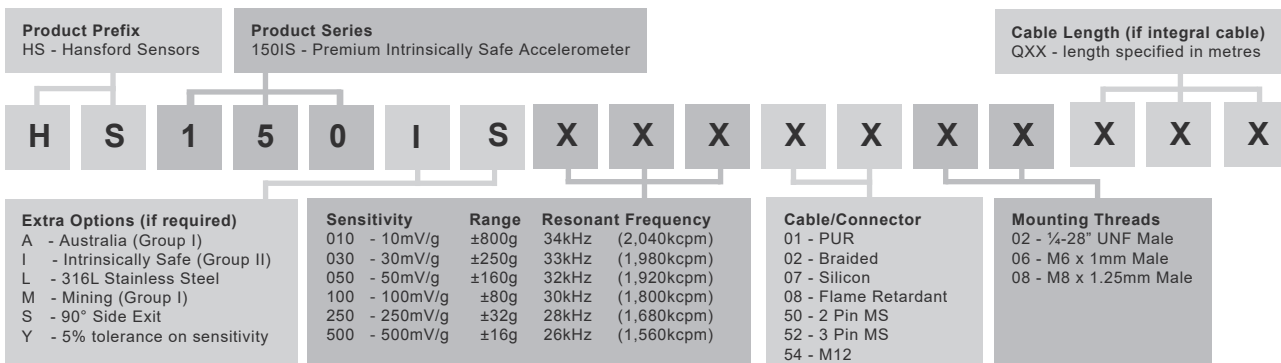 Product Prefix
HS - Hansford Sensors
Product Series
150IS - Premium Intrinsically Safe Accelerometer
Cable Length (if integral cable)
QXX - length specified in metres
H S 1 5 0 I S X X X X X X X X X X
Extra Options (if required)
A - Australia (Group I)
I - Intrinsically Safe (Group II)
L - 316L Stainless Steel
M - Mining (Group I)
S - 90° Side Exit
Y - 5% tolerance on sensitivity
Sensitivity Range Resonant Frequency
010 - 10mV/g ±800g 34kHz (2,040kcpm)
030 - 30mV/g ±250g 33kHz (1,980kcpm)
050 - 50mV/g ±160g 32kHz (1,920kcpm)
100 - 100mV/g ±80g 30kHz (1,800kcpm)
250 - 250mV/g ±32g 28kHz (1,680kcpm)
500 - 500mV/g ±16g 26kHz (1,560kcpm)
Cable/Connector
01 - PUR
02 - Braided
07 - Silicon
08 - Flame Retardant
50 - 2 Pin MS
52 - 3 Pin MS
54 - M12
Mounting Threads
02 - ¼-28” UNF Male
06 - M6 x 1mm Male
08 - M8 x 1.25mm Male